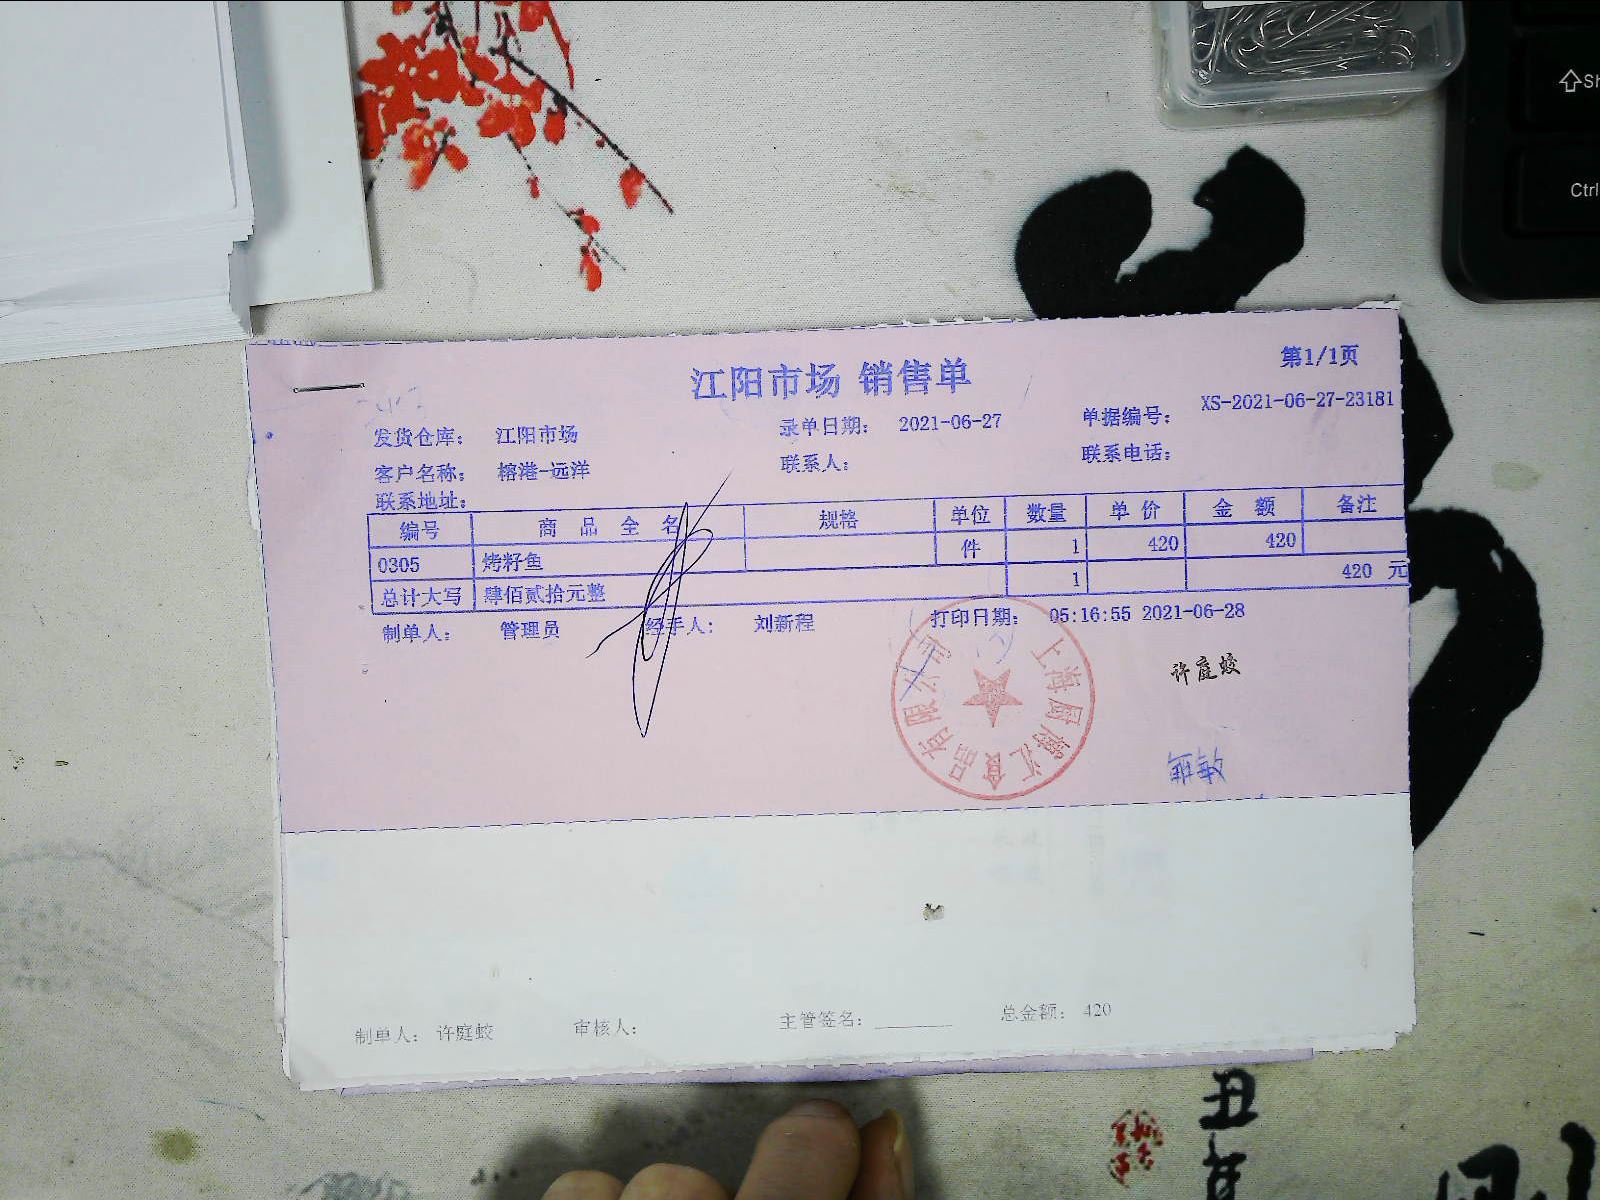 Sh
Ctrl
江阳市场 销售单
第1/1页
发货仓库： 江阳市场 录单日期： 2021-06-27 单据编号： XS-2021-06-27-23181
客户名称： 榕港-远洋 联系人： 联系电话：
联系地址：
编号 商品全名 规格 单位 数量 单价 金额 备注
0305 烤籽鱼 件 1 420 420
总计大写 肆佰贰拾元整 1 420 元
制单人： 管理员 经手人： 刘新程 打印日期： 05:16:55 2021-06-28
许庭蛟
敏
制单人： 许庭蛟 审核人： 主管签名：________ 总金额： 420
丑